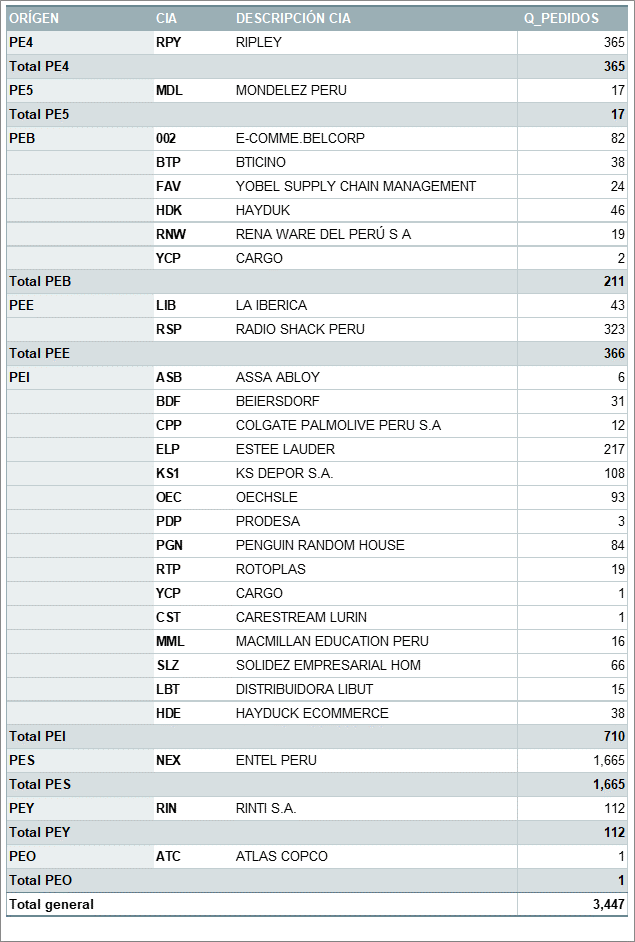 ORÍGEN CIA DESCRIPCIÓN CIA Q_PEDIDOS
PE4 RPY RIPLEY 365
Total PE4 365
PE5 MDL MONDELEZ PERU 17
Total PE5 17
PEB 002 E-COMME.BELCORP 82
BTP BTICINO 38
FAV YOBEL SUPPLY CHAIN MANAGEMENT 24
HDK HAYDUK 46
RNW RENA WARE DEL PERÚ S A 19
YCP CARGO 2
Total PEB 211
PEE LIB LA IBERICA 43
RSP RADIO SHACK PERU 323
Total PEE 366
PEI ASB ASSA ABLOY 6
BDF BEIERSDORF 31
CPP COLGATE PALMOLIVE PERU S.A 12
ELP ESTEE LAUDER 217
KS1 KS DEPOR S.A. 108
OEC OECHSLE 93
PDP PRODESA 3
PGN PENGUIN RANDOM HOUSE 84
RTP ROTOPLAS 19
YCP CARGO 1
CST CARESTREAM LURIN 1
MML MACMILLAN EDUCATION PERU 16
SLZ SOLIDEZ EMPRESARIAL HOM 66
LBT DISTRIBUIDORA LIBUT 15
HDE HAYDUCK ECOMMERCE 38
Total PEI 710
PES NEX ENTEL PERU 1,665
Total PES 1,665
PEY RIN RINTI S.A. 112
Total PEY 112
PEO ATC ATLAS COPCO 1
Total PEO 1
Total general 3,447